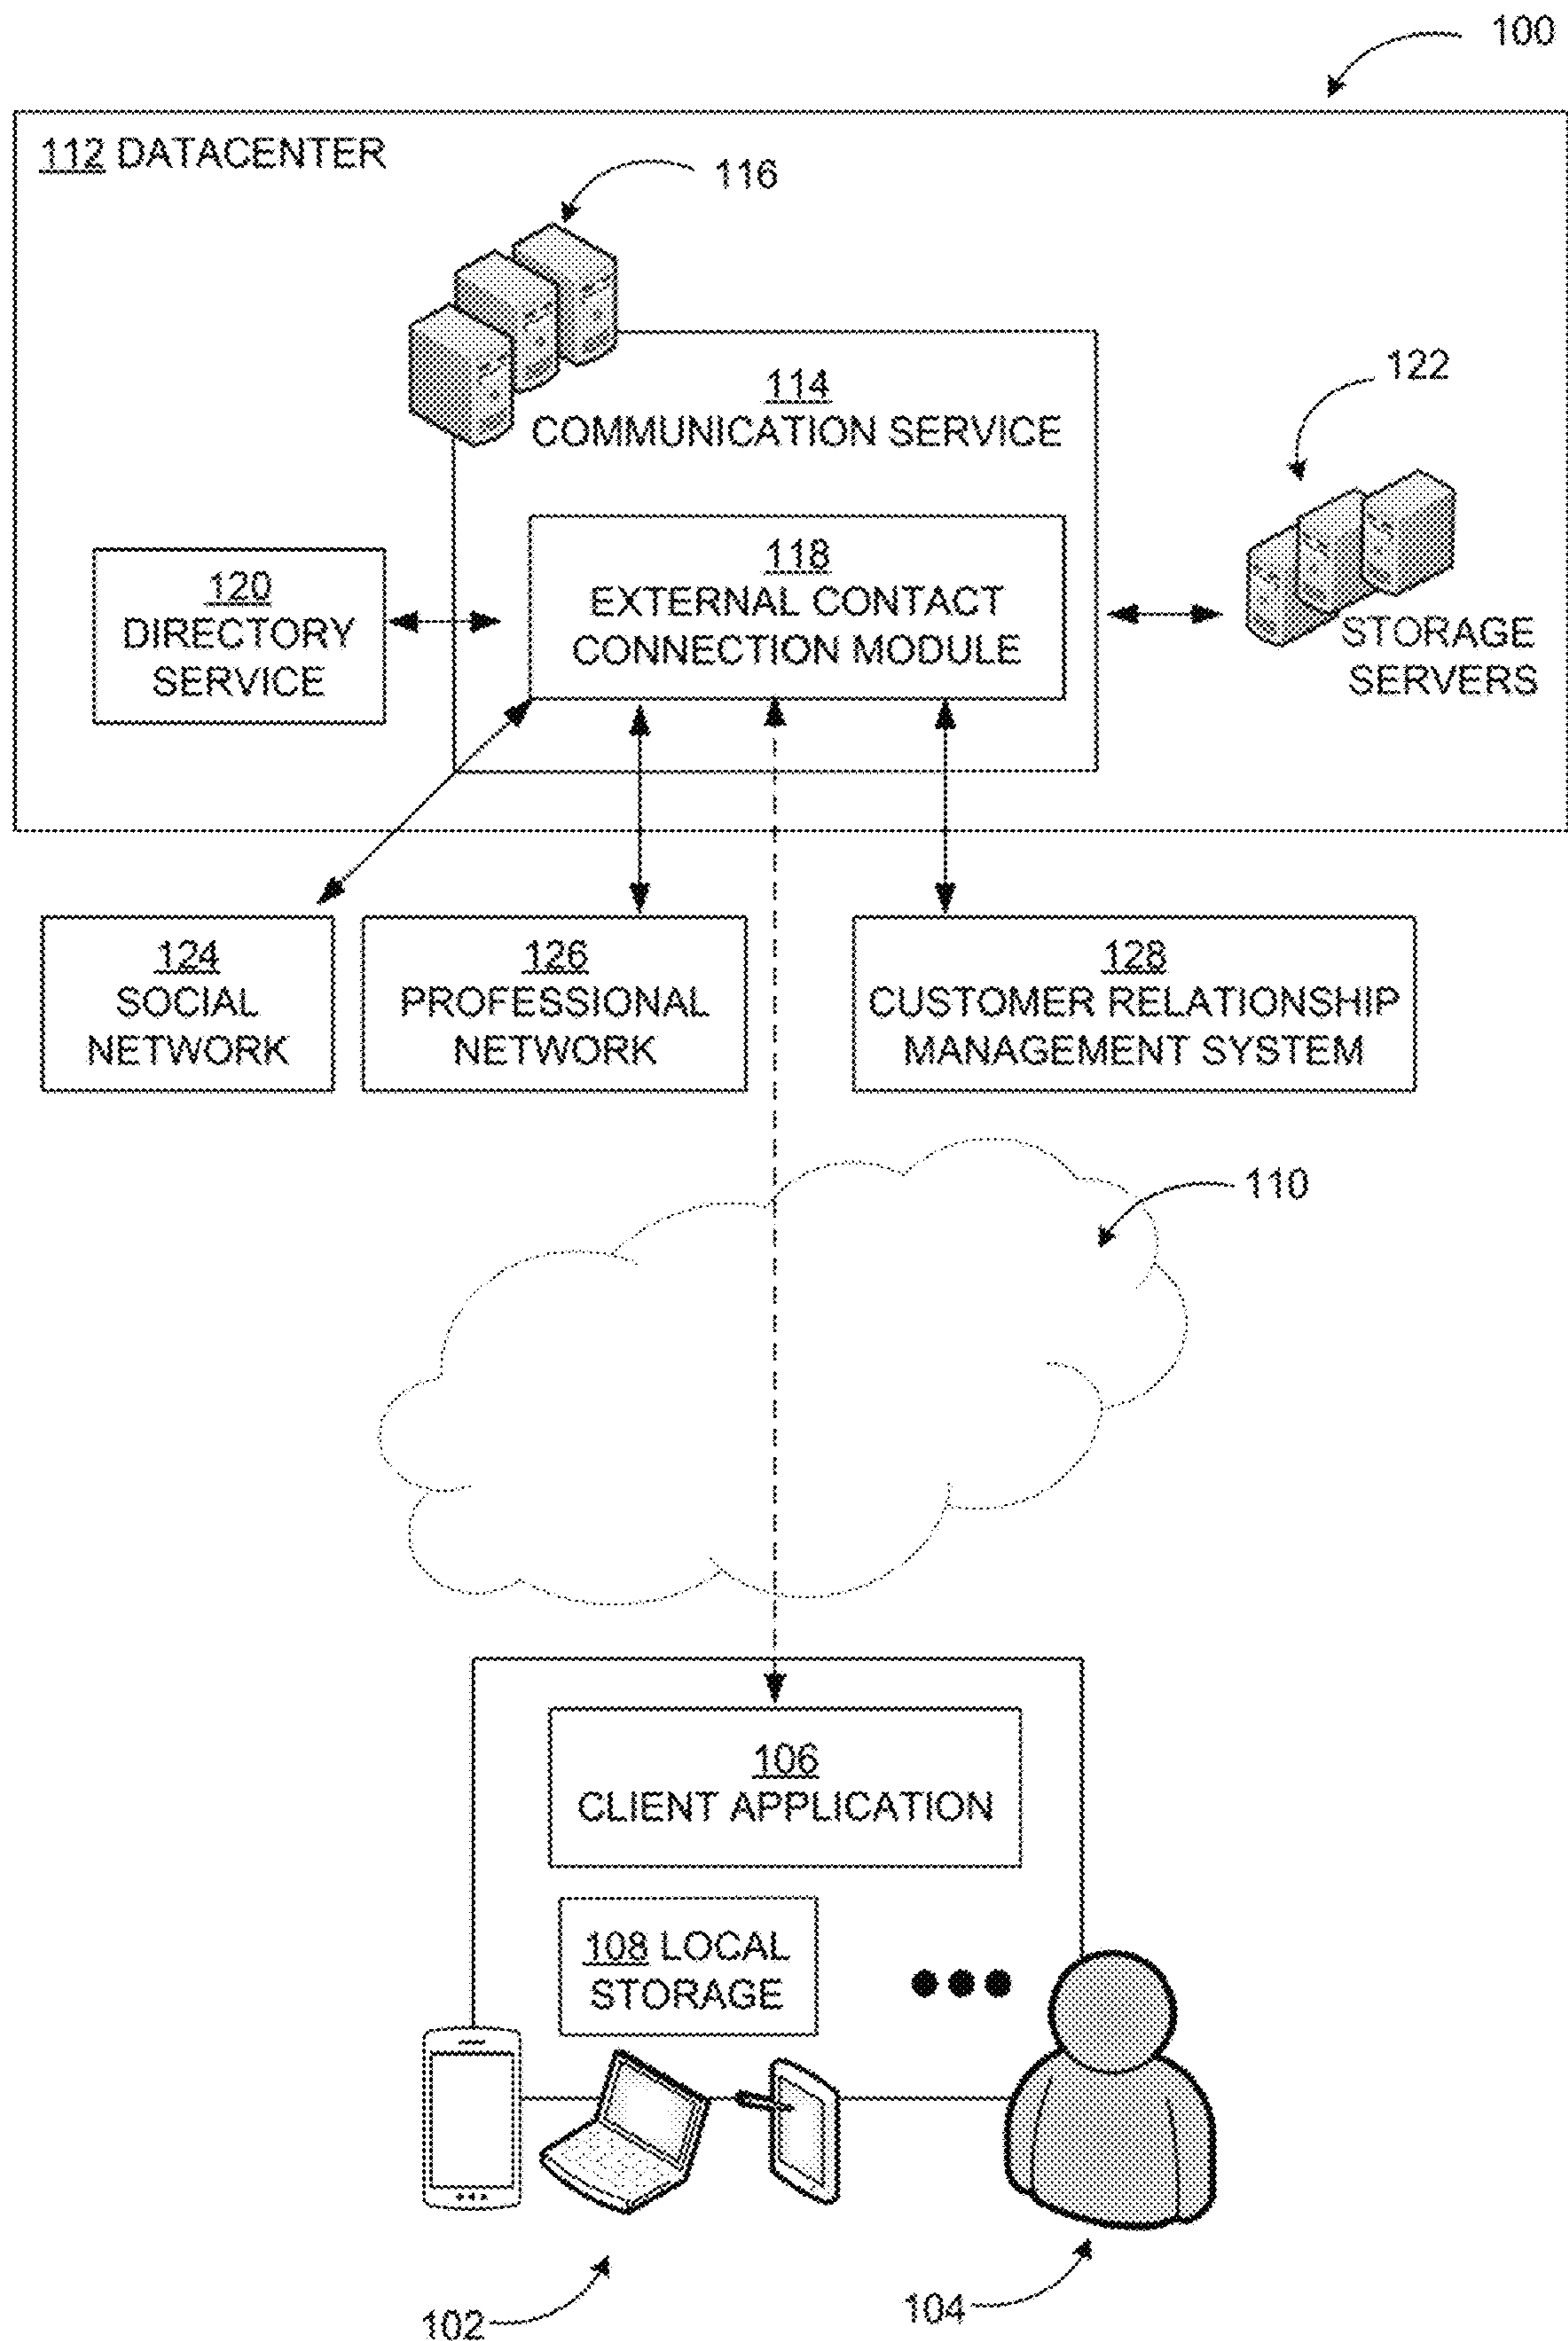 100
112 DATACENTER
116
122
114
COMMUNICATION SERVICE
118
EXTERNAL CONTACT
CONNECTION MODULE
120
DIRECTORY
SERVICE
STORAGE
SERVERS
124
SOCIAL
NETWORK
126
PROFESSIONAL
NETWORK
128
CUSTOMER RELATIONSHIP
MANAGEMENT SYSTEM
110
106
CLIENT APPLICATION
108 LOCAL
STORAGE
102
104